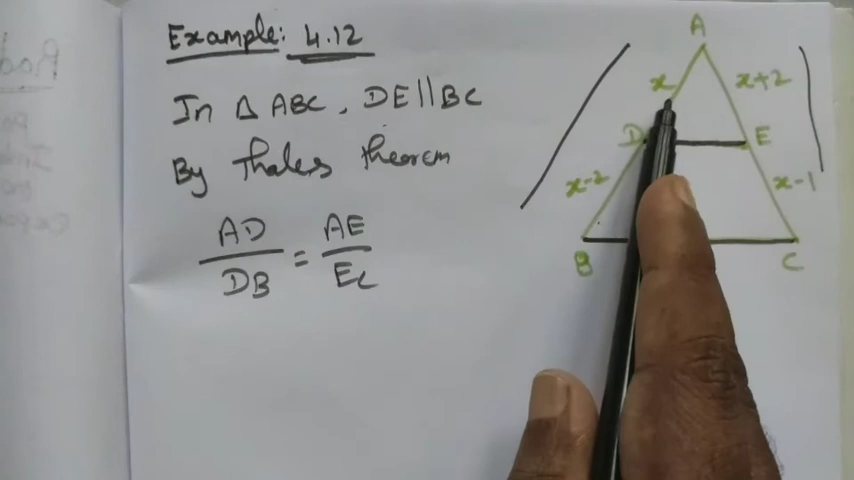 Example: 4.12
In Δ ABC, DE||BC
By Thales theorem
AD/DB = AE/EC
A
x
x+2
D
E
x-2
x-1
B
C